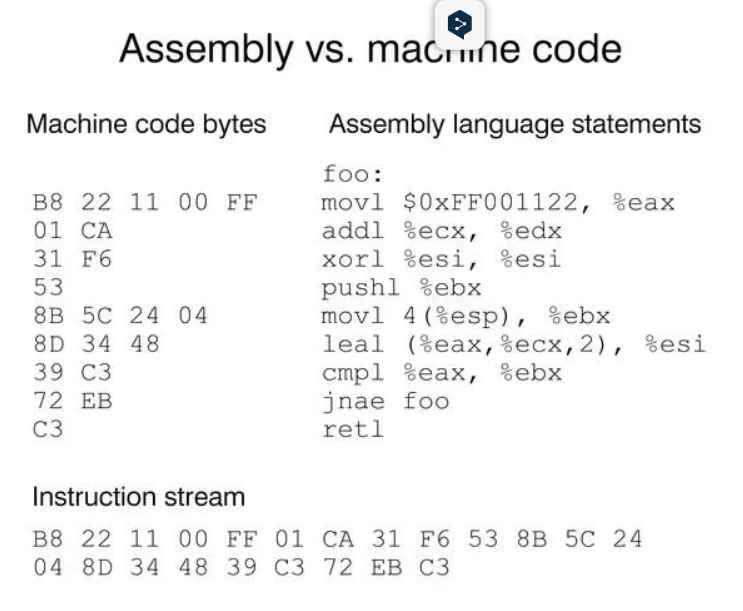 Assembly vs. machine code
Machine code bytes
Assembly language statements
foo:
B8 22 11 00 FF
movl $0xFF001122, %eax
01 CA
addl %ecx, %edx
31 F6
xorl %esi, %esi
53
pushl %ebx
8B 5C 24 04
movl 4(%esp), %ebx
8D 34 48
leal (%eax,%ecx,2), %esi
39 C3
cmpl %eax, %ebx
72 EB
jnae foo
C3
retl
Instruction stream
B8 22 11 00 FF 01 CA 31 F6 53 8B 5C 24
04 8D 34 48 39 C3 72 EB C3